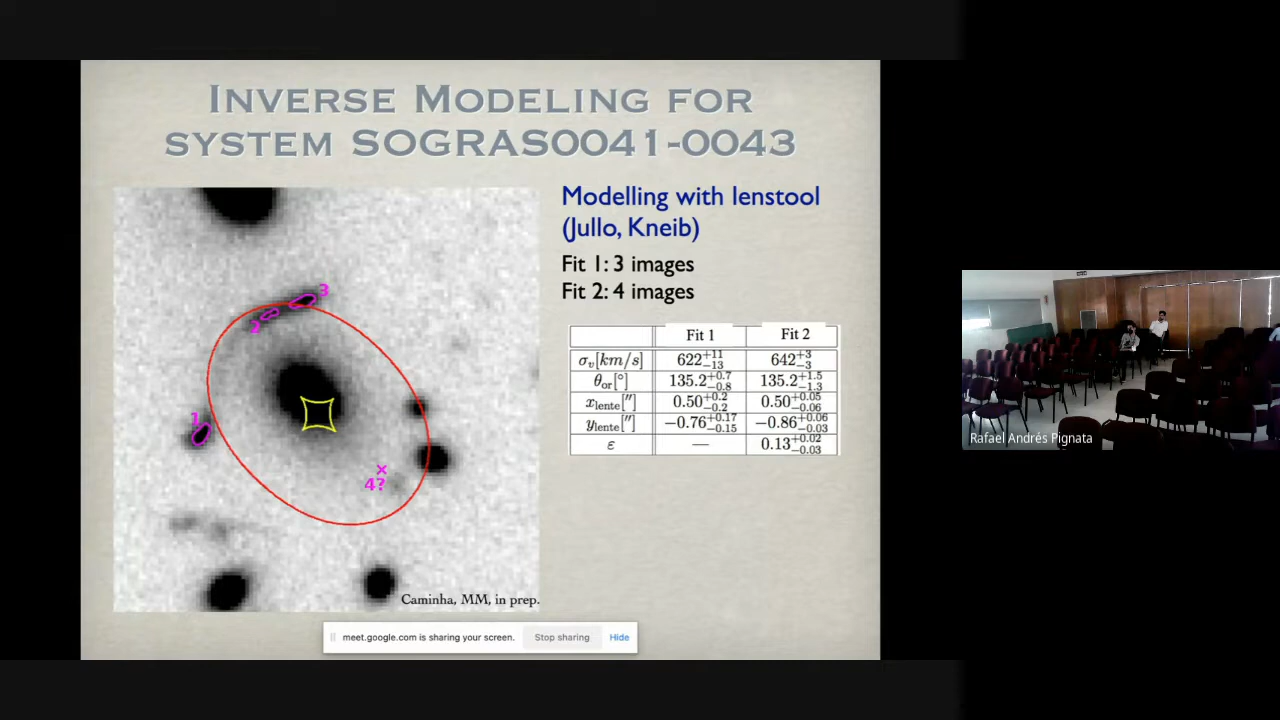 INVERSE MODELING FOR
SYSTEM SOGRAS0041-0043
Modelling with lenstool
(Jullo, Kneib)
Fit 1: 3 images
Fit 2: 4 images
Fit 1 Fit 2
σ_v[km/s] 622^{+11}_{-13} 642^{+3}_{-3}
θ_or[°] 135.2^{+0.7}_{-0.8} 135.2^{+1.5}_{-1.3}
x_lente[″] 0.50^{+0.2}_{-0.2} 0.50^{+0.05}_{-0.06}
y_lente[″] −0.76^{+0.17}_{-0.15} −0.86^{+0.06}_{-0.03}
ε — 0.13^{+0.02}_{-0.03}
3
2
1
4?
Caminha, MM, in prep.
meet.google.com is sharing your screen. Stop sharing Hide
Rafael Andrés Pignata